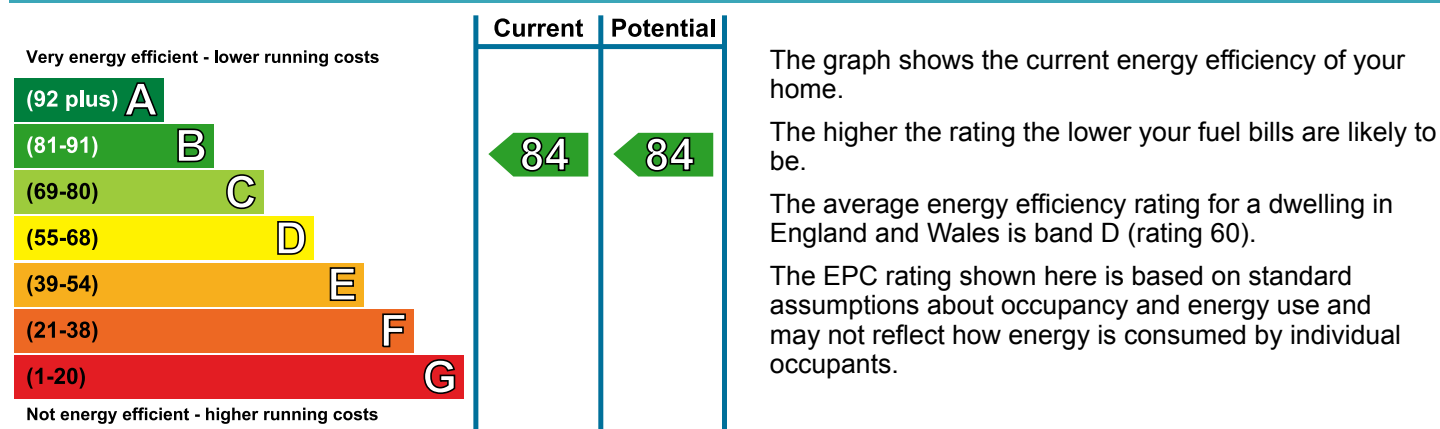 Current Potential
Very energy efficient - lower running costs
(92 plus) A
(81-91) B
84 84
(69-80) C
(55-68) D
(39-54) E
(21-38) F
(1-20) G
Not energy efficient - higher running costs
The graph shows the current energy efficiency of your
home.
The higher the rating the lower your fuel bills are likely to
be.
The average energy efficiency rating for a dwelling in
England and Wales is band D (rating 60).
The EPC rating shown here is based on standard
assumptions about occupancy and energy use and
may not reflect how energy is consumed by individual
occupants.